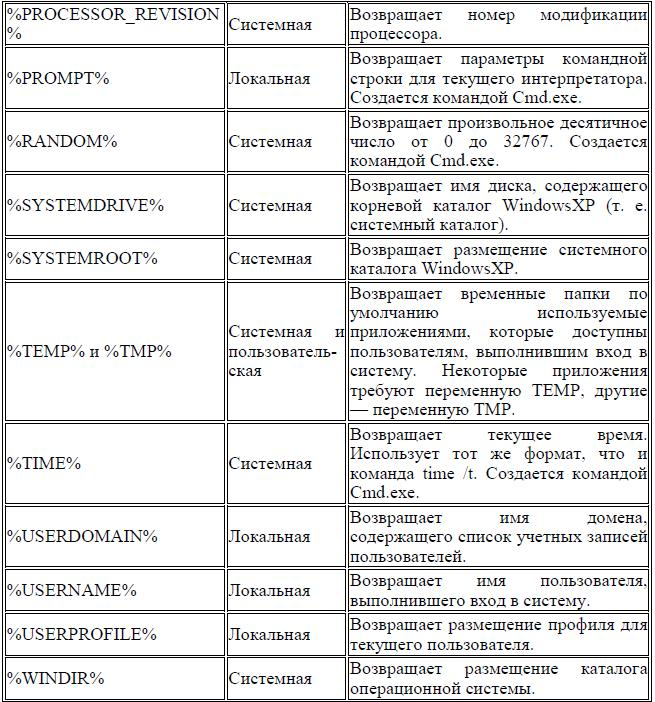 %PROCESSOR_REVISION
%
Системная
Возвращает номер модификации
процессора.
%PROMPT%
Локальная
Возвращает параметры командной
строки для текущего интерпретатора.
Создается командой Cmd.exe.
%RANDOM%
Системная
Возвращает произвольное десятичное
число от 0 до 32767. Создается
командой Cmd.exe.
%SYSTEMDRIVE%
Системная
Возвращает имя диска, содержащего
корневой каталог WindowsXP (т. е.
системный каталог).
%SYSTEMROOT%
Системная
Возвращает размещение системного
каталога WindowsXP.
%TEMP% и %TMP%
Системная и
пользователь-
ская
Возвращает временные папки по
умолчанию используемые
приложениями, которые доступны
пользователям, выполнившим вход в
систему. Некоторые приложения
требуют переменную TEMP, другие
— переменную TMP.
%TIME%
Системная
Возвращает текущее время.
Использует тот же формат, что и
команда time /t. Создается командой
Cmd.exe.
%USERDOMAIN%
Локальная
Возвращает имя домена,
содержащего список учетных записей
пользователей.
%USERNAME%
Локальная
Возвращает имя пользователя,
выполнившего вход в систему.
%USERPROFILE%
Локальная
Возвращает размещение профиля для
текущего пользователя.
%WINDIR%
Системная
Возвращает размещение каталога
операционной системы.